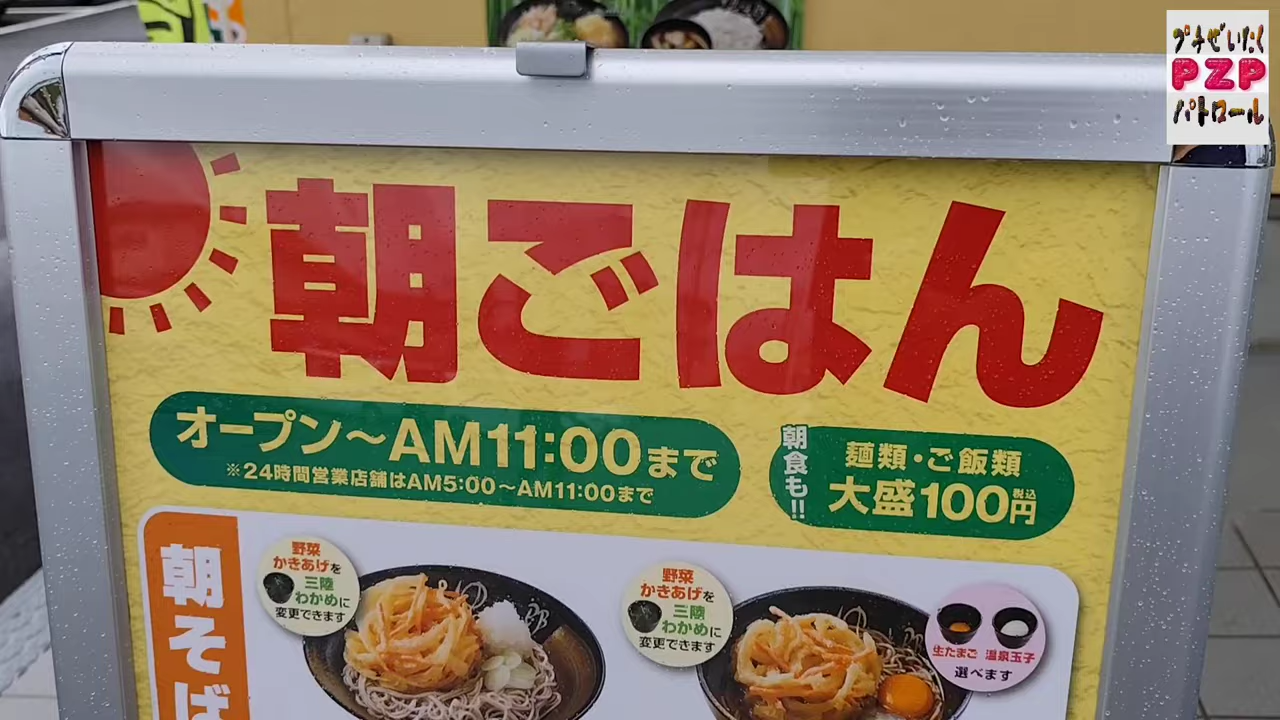 プチぜいたく
PZP
パトロール
朝ごはん
オープン〜AM11:00まで
※24時間営業店舗はAM5:00〜AM11:00まで
朝食も!!
麺類・ご飯類
大盛100円税込
朝そば
野菜
かきあげを
三陸
わかめに
変更できます
野菜
かきあげを
三陸
わかめに
変更できます
生たまご 温泉玉子
選べます